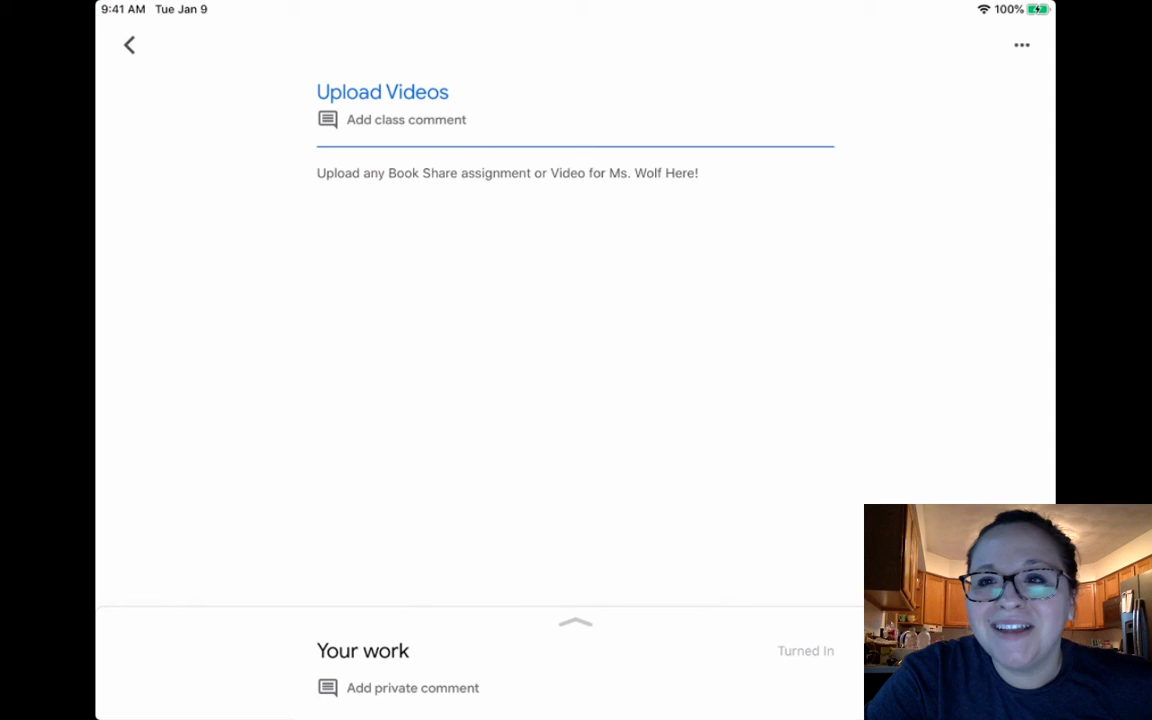 9:41 AM Tue Jan 9
100%
Upload Videos
Add class comment
Upload any Book Share assignment or Video for Ms. Wolf Here!
Your work
Turned In
Add private comment